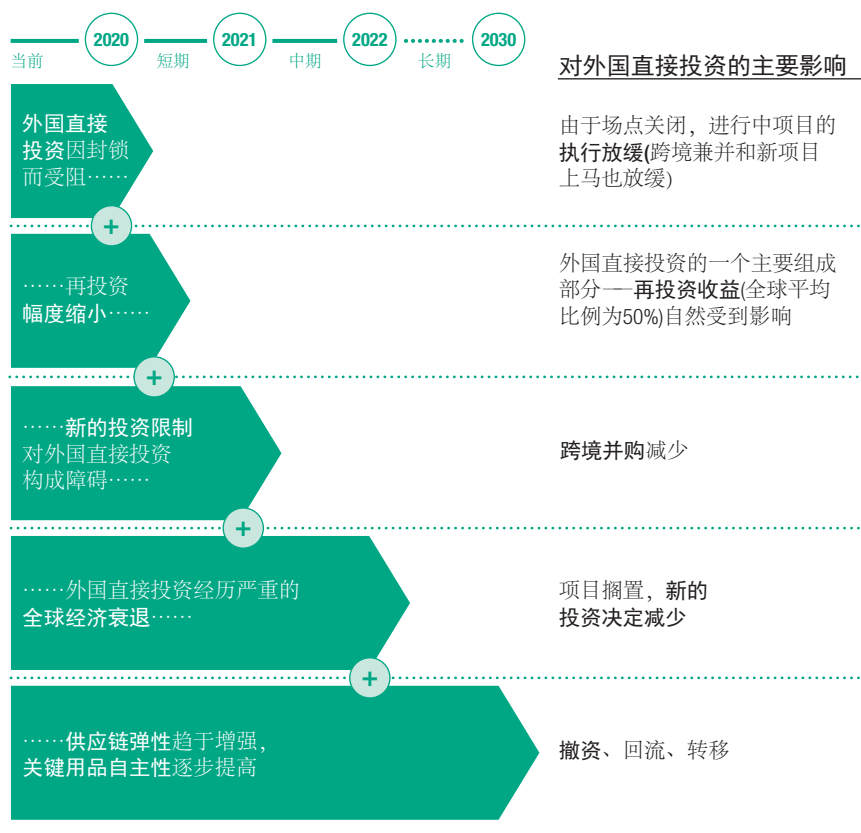 2020
2021
2022
2030
当前
短期
中期
长期
对外国直接投资的主要影响
外国直接
投资因封锁
而受阻……
由于场点关闭，进行中项目的
执行放缓(跨境兼并和新项目
上马也放缓)
+
……再投资
幅度缩小……
外国直接投资的一个主要组成
部分——再投资收益(全球平均
比例为50%)自然受到影响
+
……新的投资限制
对外国直接投资
构成障碍……
跨境并购减少
+
……外国直接投资经历严重的
全球经济衰退……
项目搁置，新的
投资决定减少
+
……供应链弹性趋于增强，
关键用品自主性逐步提高
撤资、回流、转移